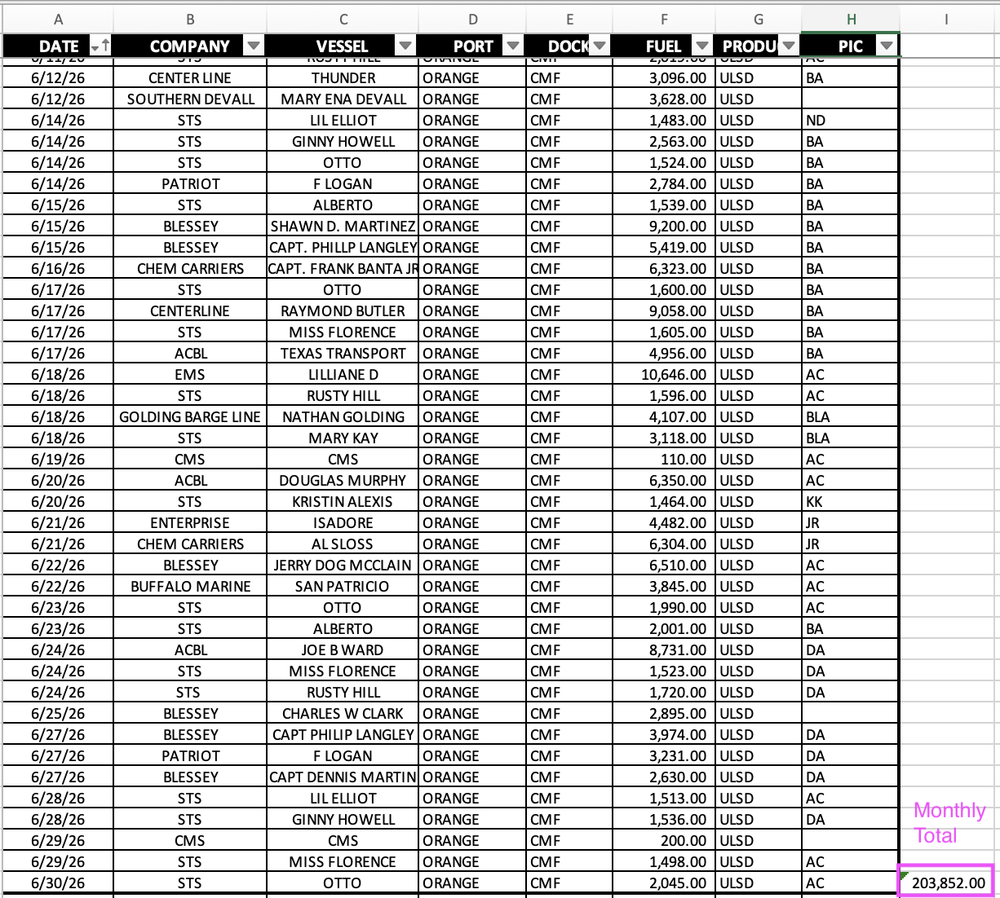 A B C D E F G H I
DATE COMPANY VESSEL PORT DOCK FUEL PRODU PIC
6/12/26 CENTER LINE THUNDER ORANGE CMF 3,096.00 ULSD BA
6/12/26 SOUTHERN DEVALL MARY ENA DEVALL ORANGE CMF 3,628.00 ULSD
6/14/26 STS LIL ELLIOT ORANGE CMF 1,483.00 ULSD ND
6/14/26 STS GINNY HOWELL ORANGE CMF 2,563.00 ULSD BA
6/14/26 STS OTTO ORANGE CMF 1,524.00 ULSD BA
6/14/26 PATRIOT F LOGAN ORANGE CMF 2,784.00 ULSD BA
6/15/26 STS ALBERTO ORANGE CMF 1,539.00 ULSD BA
6/15/26 BLESSEY SHAWN D. MARTINEZ ORANGE CMF 9,200.00 ULSD BA
6/15/26 BLESSEY CAPT. PHILLP LANGLEY ORANGE CMF 5,419.00 ULSD BA
6/16/26 CHEM CARRIERS CAPT. FRANK BANTA JR ORANGE CMF 6,323.00 ULSD BA
6/17/26 STS OTTO ORANGE CMF 1,600.00 ULSD BA
6/17/26 CENTERLINE RAYMOND BUTLER ORANGE CMF 9,058.00 ULSD BA
6/17/26 STS MISS FLORENCE ORANGE CMF 1,605.00 ULSD BA
6/17/26 ACBL TEXAS TRANSPORT ORANGE CMF 4,956.00 ULSD BA
6/18/26 EMS LILLIANE D ORANGE CMF 10,646.00 ULSD AC
6/18/26 STS RUSTY HILL ORANGE CMF 1,596.00 ULSD AC
6/18/26 GOLDING BARGE LINE NATHAN GOLDING ORANGE CMF 4,107.00 ULSD BLA
6/18/26 STS MARY KAY ORANGE CMF 3,118.00 ULSD BLA
6/19/26 CMS CMS ORANGE CMF 110.00 ULSD AC
6/20/26 ACBL DOUGLAS MURPHY ORANGE CMF 6,350.00 ULSD AC
6/20/26 STS KRISTIN ALEXIS ORANGE CMF 1,464.00 ULSD KK
6/21/26 ENTERPRISE ISADORE ORANGE CMF 4,482.00 ULSD JR
6/21/26 CHEM CARRIERS AL SLOSS ORANGE CMF 6,304.00 ULSD JR
6/22/26 BLESSEY JERRY DOG MCCLAIN ORANGE CMF 6,510.00 ULSD AC
6/22/26 BUFFALO MARINE SAN PATRICIO ORANGE CMF 3,845.00 ULSD AC
6/23/26 STS OTTO ORANGE CMF 1,990.00 ULSD AC
6/23/26 STS ALBERTO ORANGE CMF 2,001.00 ULSD BA
6/24/26 ACBL JOE B WARD ORANGE CMF 8,731.00 ULSD DA
6/24/26 STS MISS FLORENCE ORANGE CMF 1,523.00 ULSD DA
6/24/26 STS RUSTY HILL ORANGE CMF 1,720.00 ULSD DA
6/25/26 BLESSEY CHARLES W CLARK ORANGE CMF 2,895.00 ULSD
6/27/26 BLESSEY CAPT PHILIP LANGLEY ORANGE CMF 3,974.00 ULSD DA
6/27/26 PATRIOT F LOGAN ORANGE CMF 3,231.00 ULSD DA
6/27/26 BLESSEY CAPT DENNIS MARTIN ORANGE CMF 2,630.00 ULSD DA
6/28/26 STS LIL ELLIOT ORANGE CMF 1,513.00 ULSD AC
6/28/26 STS GINNY HOWELL ORANGE CMF 1,536.00 ULSD DA
Monthly
Total
6/29/26 CMS CMS ORANGE CMF 200.00 ULSD
6/29/26 STS MISS FLORENCE ORANGE CMF 1,498.00 ULSD AC
6/30/26 STS OTTO ORANGE CMF 2,045.00 ULSD AC 203,852.00